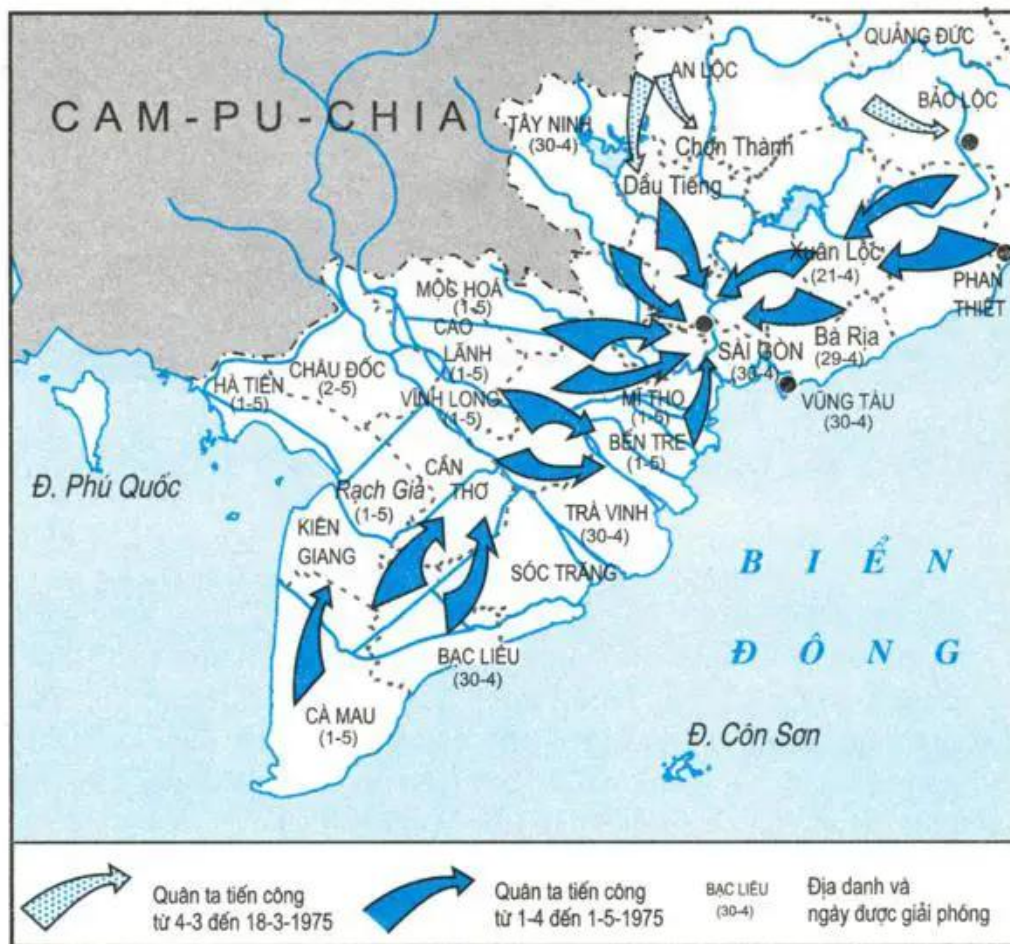 QUẢNG ĐỨC
AN LỘC
CAM-PU-CHIA
BẢO LỘC
TÂY NINH
(30-4)
Chơn Thành
Dầu Tiếng
Xuân Lộc
(21-4)
PHAN
THIẾT
MỘC HOÁ
(1-5)
CAO
LÃNH
(1-5)
SÀI GÒN
(30-4)
Bà Rịa
(29-4)
CHÂU ĐỐC
(2-5)
HÀ TIÊN
(1-5)
VĨNH LONG
(1-5)
MĨ THO
(1-5)
VŨNG TÀU
(30-4)
BẾN TRE
(1-5)
Đ. Phú Quốc
CẦN
THƠ
Rạch Giá
(1-5)
TRÀ VINH
(30-4)
KIÊN
GIANG
SÓC TRĂNG
BIỂN
ĐÔNG
BẠC LIÊU
(30-4)
CÀ MAU
(1-5)
Đ. Côn Sơn
Quân ta tiến công
từ 4-3 đến 18-3-1975
Quân ta tiến công
từ 1-4 đến 1-5-1975
BẠC LIÊU
(30-4)
Địa danh và
ngày được giải phóng